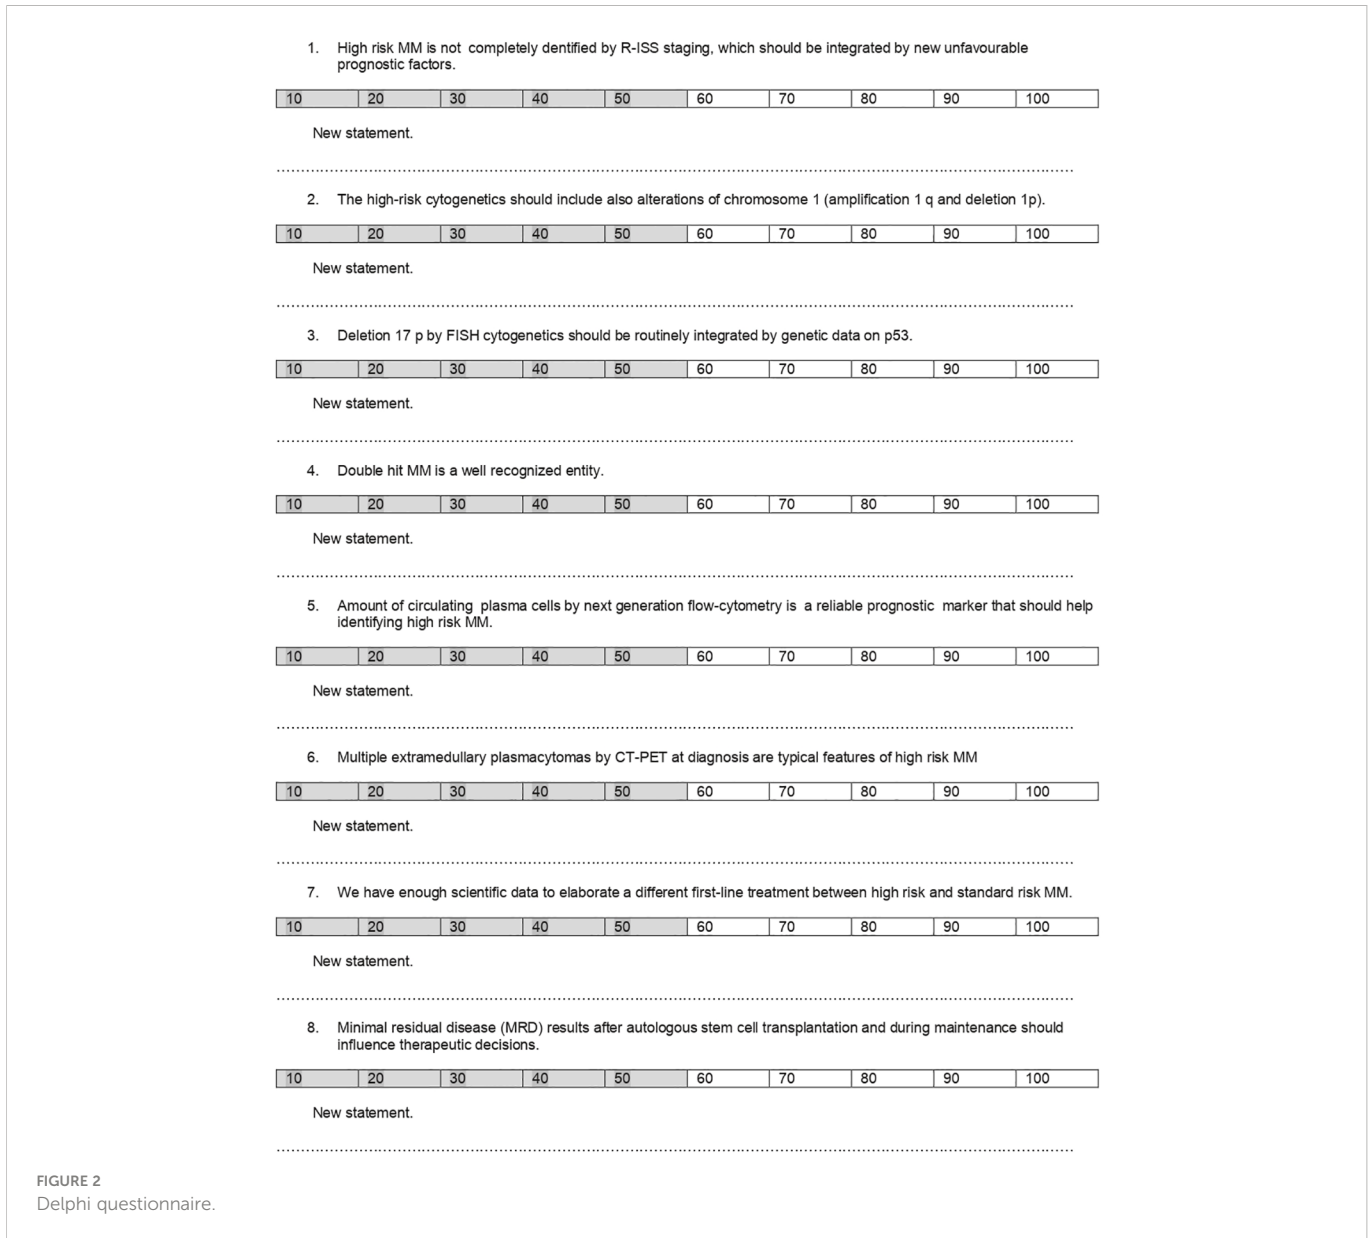 1. High risk MM is not completely dentified by R-ISS staging, which should be integrated by new unfavourable
prognostic factors.
10 20 30 40 50 60 70 80 90 100
New statement.
2. The high-risk cytogenetics should include also alterations of chromosome 1 (amplification 1 q and deletion 1p).
10 20 30 40 50 60 70 80 90 100
New statement.
3. Deletion 17 p by FISH cytogenetics should be routinely integrated by genetic data on p53.
10 20 30 40 50 60 70 80 90 100
New statement.
4. Double hit MM is a well recognized entity.
10 20 30 40 50 60 70 80 90 100
New statement.
5. Amount of circulating plasma cells by next generation flow-cytometry is a reliable prognostic marker that should help
identifying high risk MM.
10 20 30 40 50 60 70 80 90 100
New statement.
6. Multiple extramedullary plasmacytomas by CT-PET at diagnosis are typical features of high risk MM
10 20 30 40 50 60 70 80 90 100
New statement.
7. We have enough scientific data to elaborate a different first-line treatment between high risk and standard risk MM.
10 20 30 40 50 60 70 80 90 100
New statement.
8. Minimal residual disease (MRD) results after autologous stem cell transplantation and during maintenance should
influence therapeutic decisions.
10 20 30 40 50 60 70 80 90 100
New statement.
FIGURE 2
Delphi questionnaire.